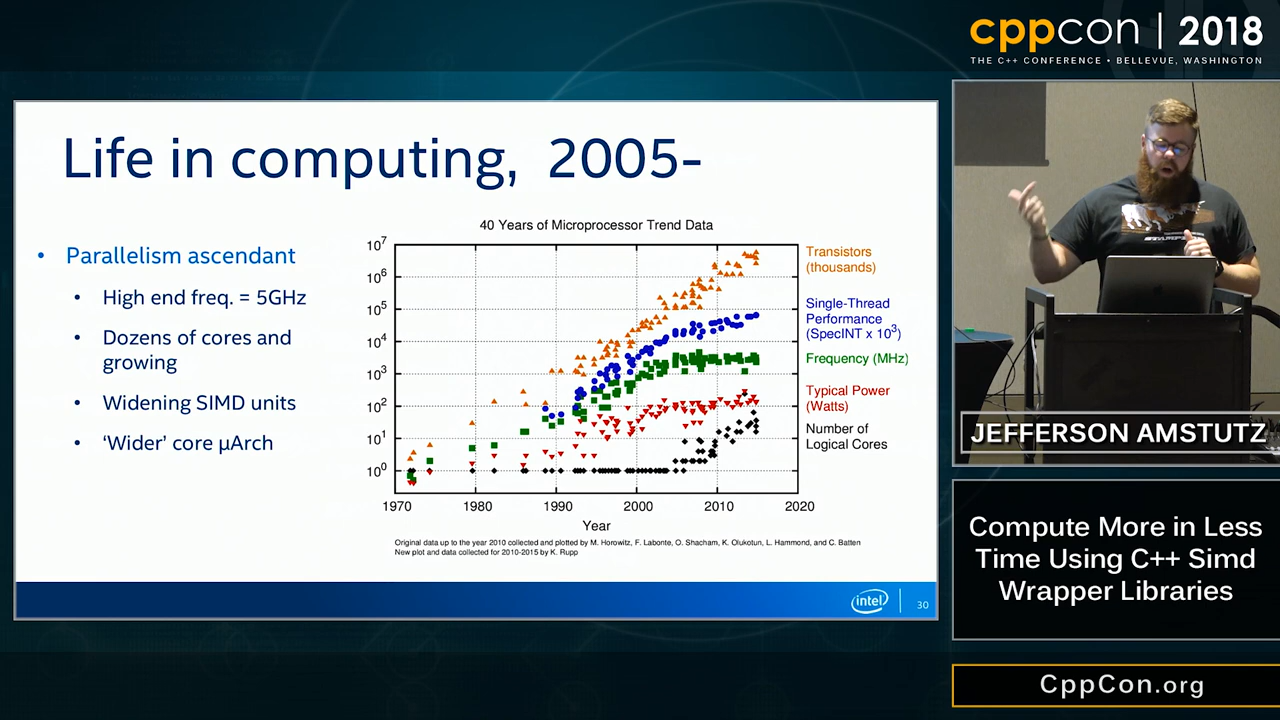 cppcon | 2018
THE C++ CONFERENCE • BELLEVUE, WASHINGTON
Life in computing, 2005-
• Parallelism ascendant
• High end freq. = 5GHz
• Dozens of cores and
growing
• Widening SIMD units
• ‘Wider’ core µArch
40 Years of Microprocessor Trend Data
10⁷
10⁶
10⁵
10⁴
10³
10²
10¹
10⁰
1970 1980 1990 2000 2010 2020
Year
Transistors
(thousands)
Single-Thread
Performance
(SpecINT x 10³)
Frequency (MHz)
Typical Power
(Watts)
Number of
Logical Cores
Original data up to the year 2010 collected and plotted by M. Horowitz, F. Labonte, O. Shacham, K. Olukotun, L. Hammond, and C. Batten
New plot and data collected for 2010-2015 by K. Rupp
intel
30
JEFFERSON AMSTUTZ
Compute More in Less
Time Using C++ Simd
Wrapper Libraries
CppCon.org